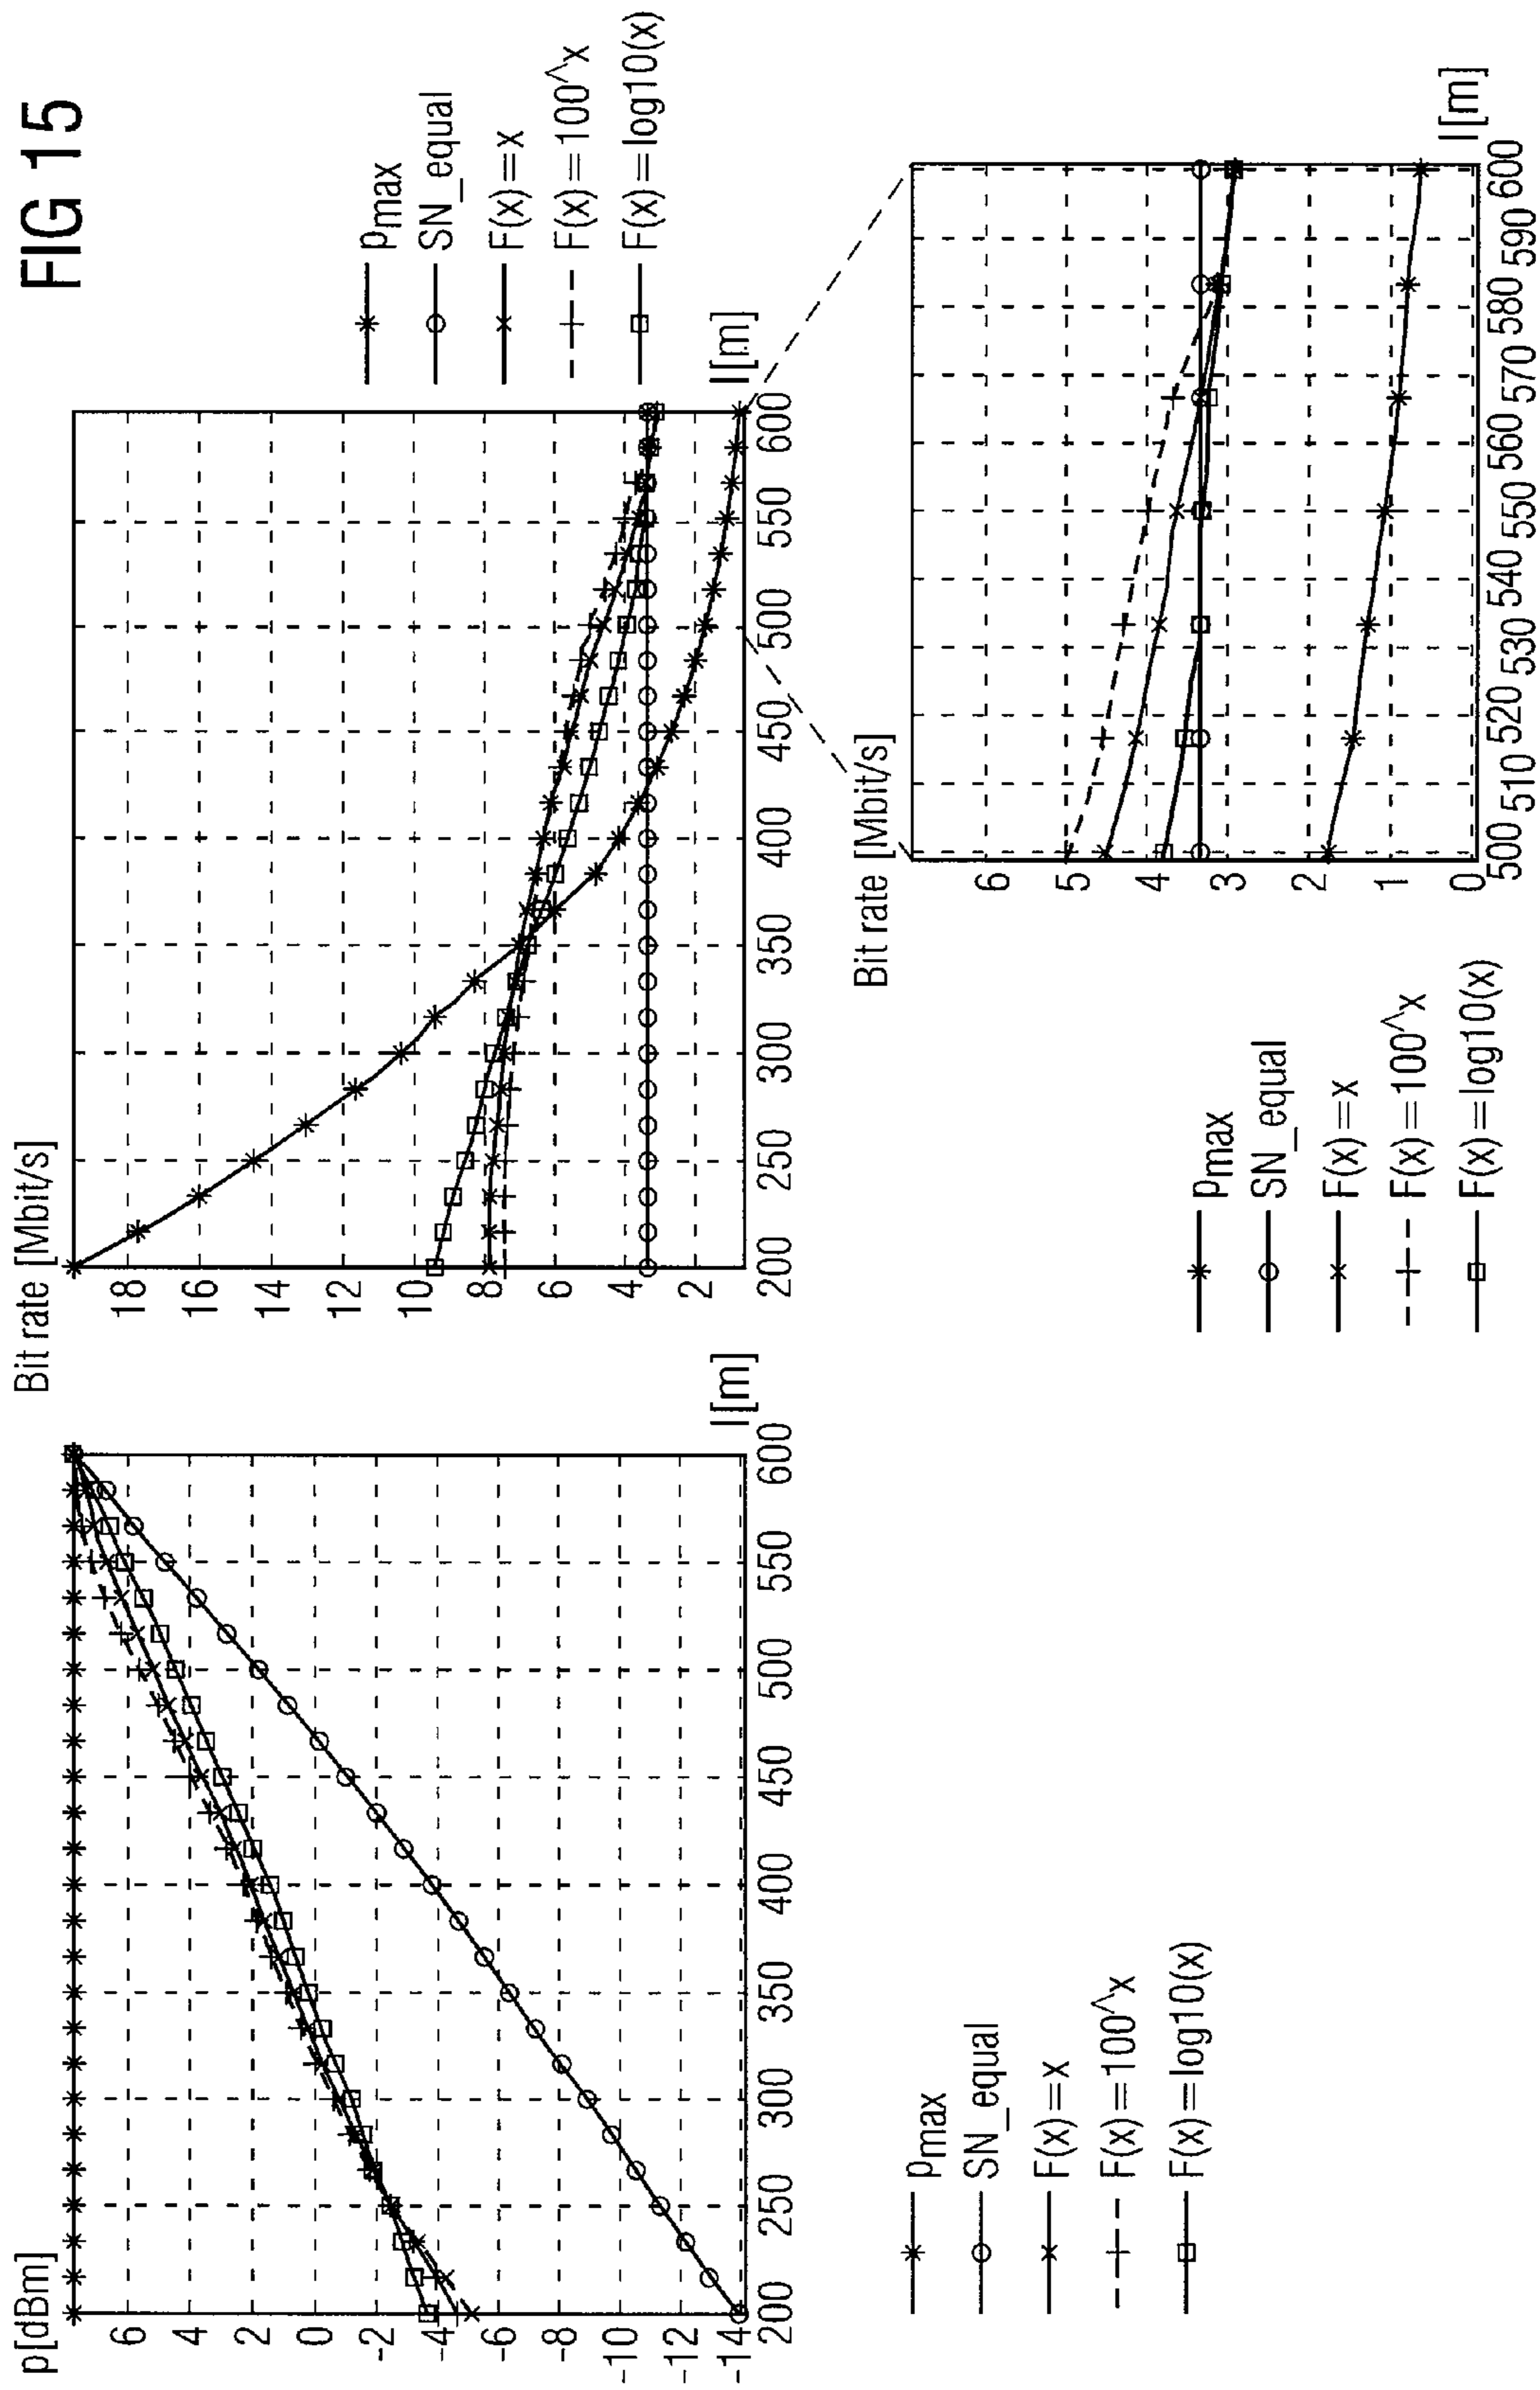 FIG 15
p[dBm]
6
4
2
0
-2
-4
-6
-8
-10
-12
-14
200 250 300 350 400 450 500 550 600
l[m]
pmax
SN_equal
F(x)=x
F(x)=100^x
F(x)=log10(x)
Bit rate [Mbit/s]
18
16
14
12
10
8
6
4
2
200 250 300 350 400 450 500 550 600
l[m]
pmax
SN_equal
F(x)=x
F(x)=100^x
F(x)=log10(x)
Bit rate [Mbit/s]
6
5
4
3
2
1
0
500 510 520 530 540 550 560 570 580 590 600
l[m]
pmax
SN_equal
F(x)=x
F(x)=100^x
F(x)=log10(x)